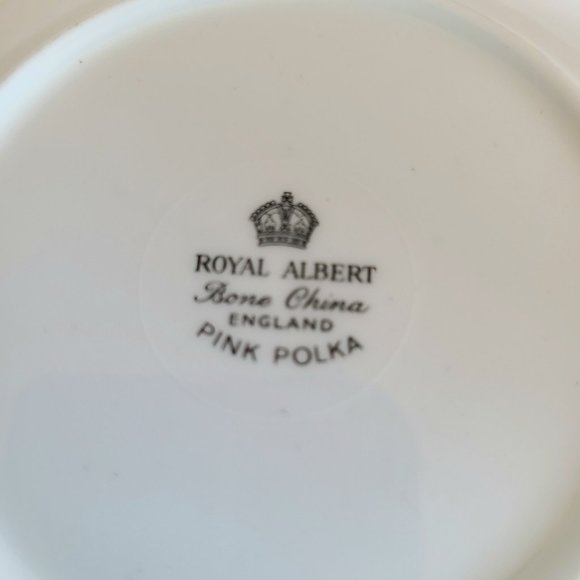 ROYAL ALBERT
Bone China
ENGLAND
PINK POLKA